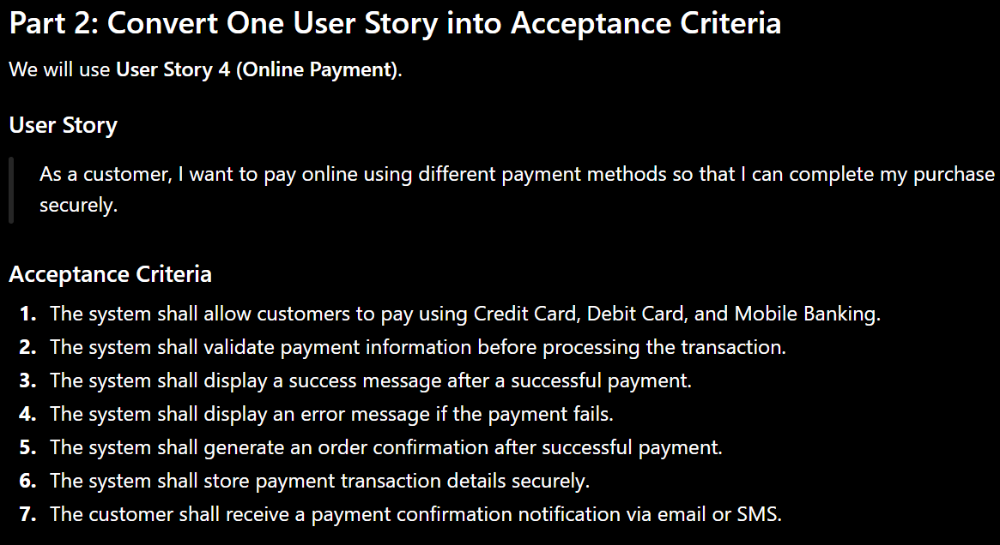 Part 2: Convert One User Story into Acceptance Criteria
We will use User Story 4 (Online Payment).
User Story
As a customer, I want to pay online using different payment methods so that I can complete my purchase
securely.
Acceptance Criteria
1. The system shall allow customers to pay using Credit Card, Debit Card, and Mobile Banking.
2. The system shall validate payment information before processing the transaction.
3. The system shall display a success message after a successful payment.
4. The system shall display an error message if the payment fails.
5. The system shall generate an order confirmation after successful payment.
6. The system shall store payment transaction details securely.
7. The customer shall receive a payment confirmation notification via email or SMS.